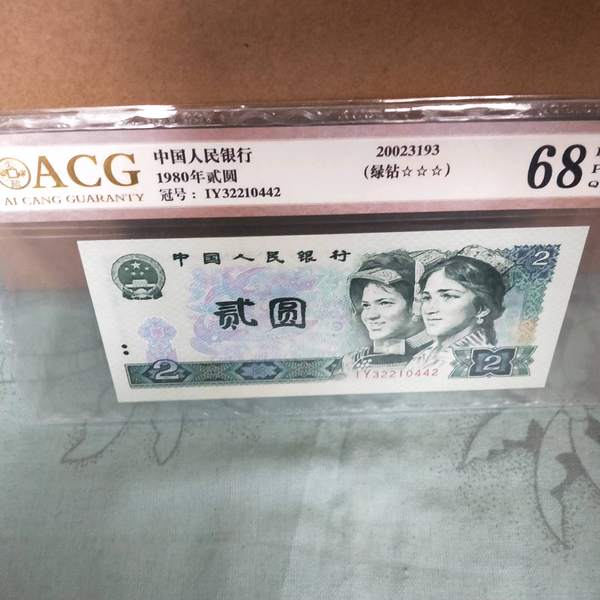 ACG
AI CANG GUARANTY
中国人民银行
1980年贰圆
冠号：IY32210442
20023193
(绿钻☆☆☆)
68
中国人民银行
贰圆
2
2
2
IY32210442